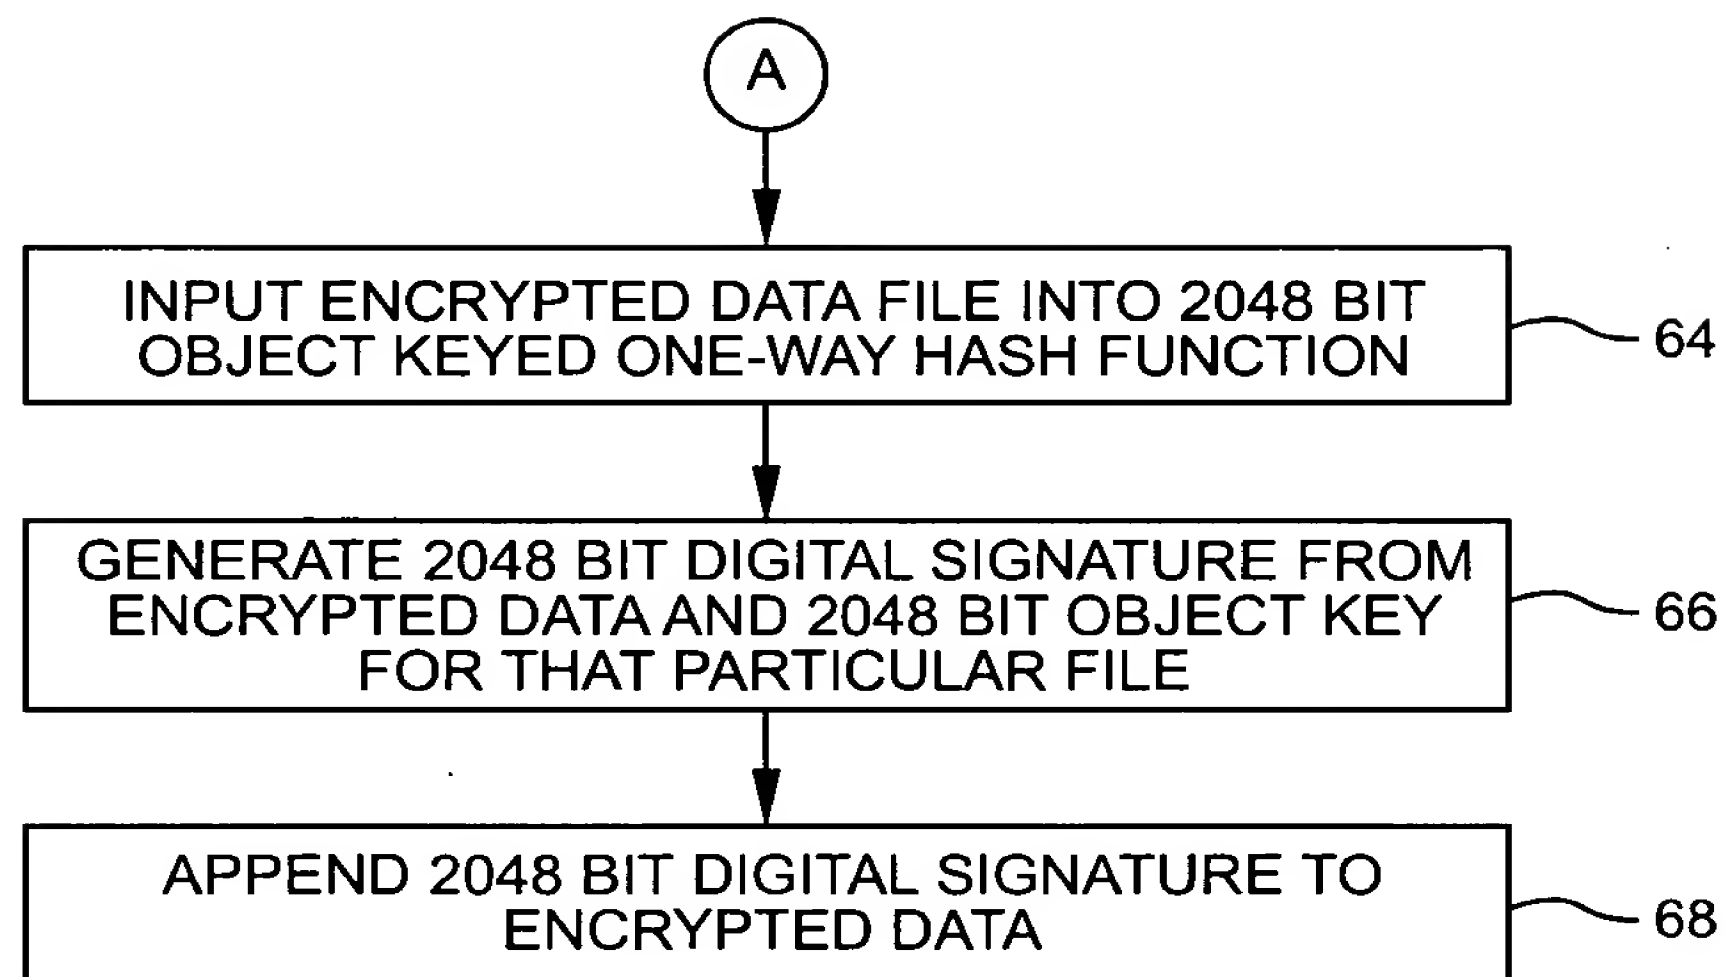 A
INPUT ENCRYPTED DATA FILE INTO 2048 BIT
OBJECT KEYED ONE-WAY HASH FUNCTION
64
GENERATE 2048 BIT DIGITAL SIGNATURE FROM
ENCRYPTED DATA AND 2048 BIT OBJECT KEY
FOR THAT PARTICULAR FILE
66
APPEND 2048 BIT DIGITAL SIGNATURE TO
ENCRYPTED DATA
68